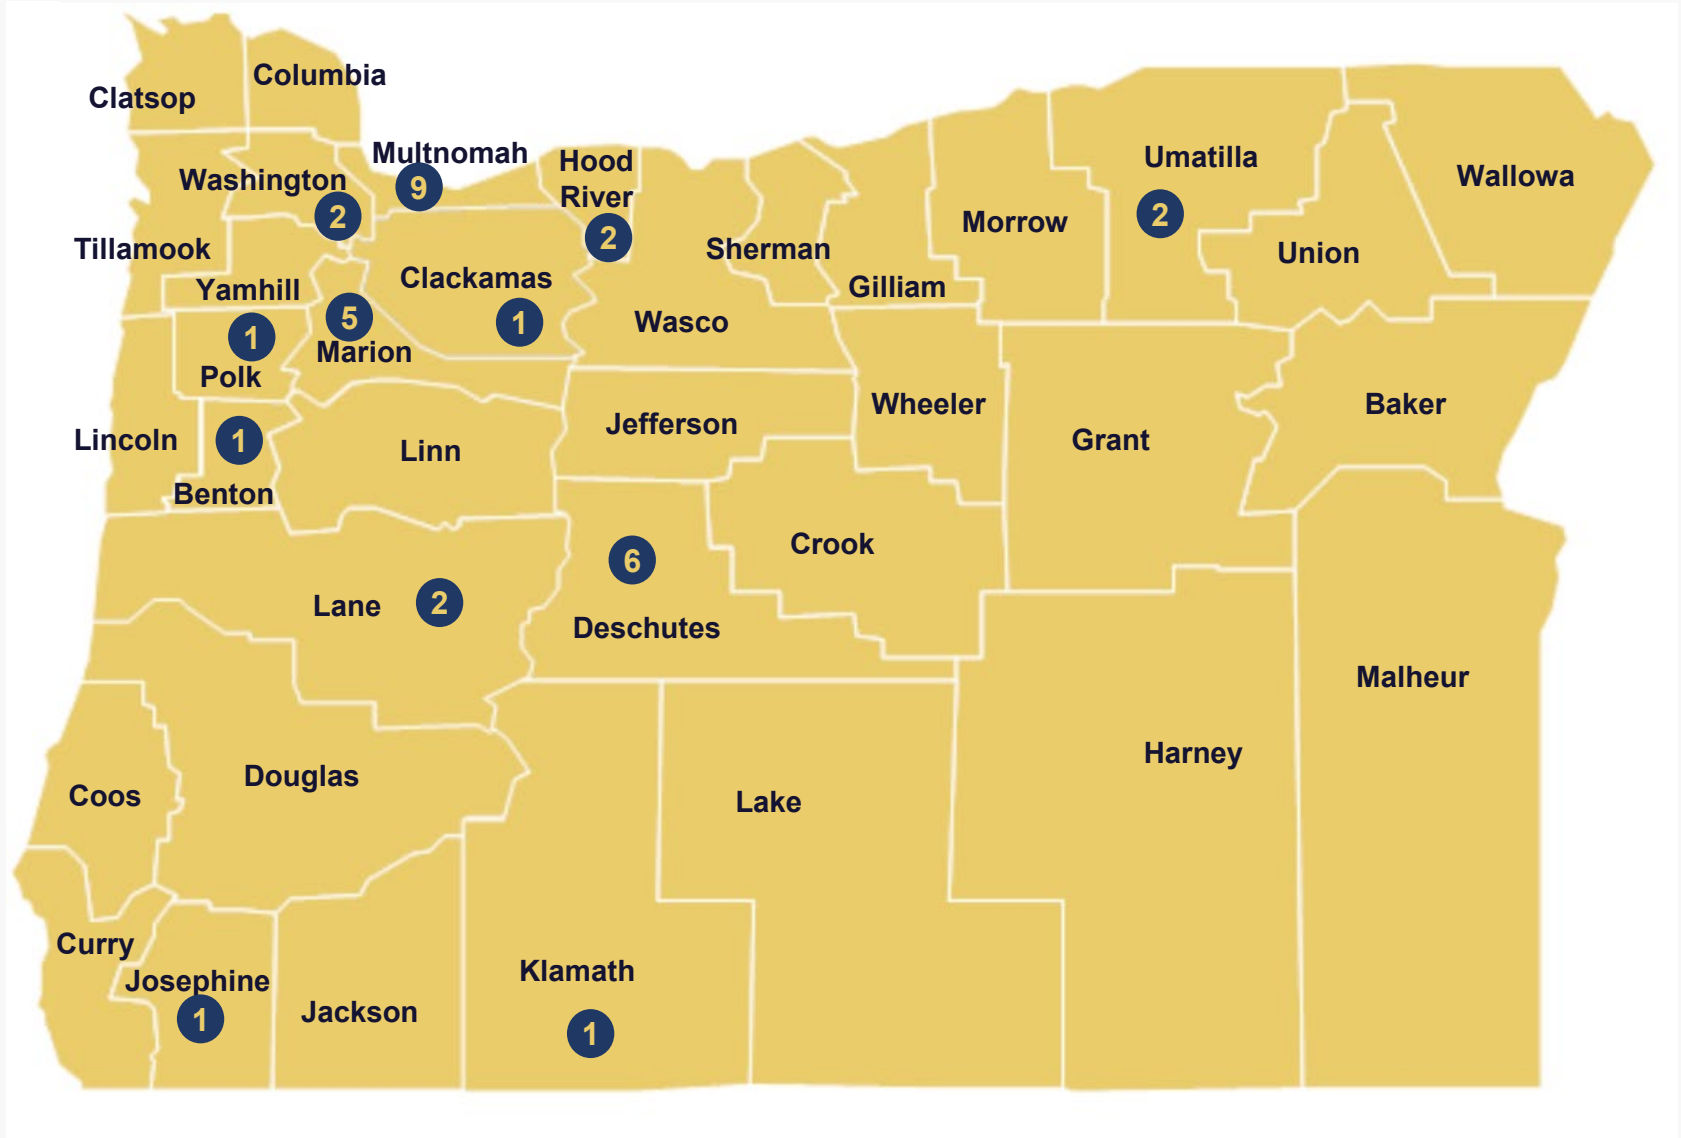 Columbia
Clatsop
Multnomah
9
Hood
River
2
Washington
2
Umatilla
2
Wallowa
Morrow
Tillamook
Sherman
Union
Clackamas
1
Gilliam
Yamhill
5
Marion
Wasco
1
Polk
Wheeler
Baker
Jefferson
Lincoln
1
Benton
Linn
Grant
Crook
6
Deschutes
Lane
2
Malheur
Harney
Douglas
Coos
Lake
Curry
Josephine
1
Klamath
1
Jackson